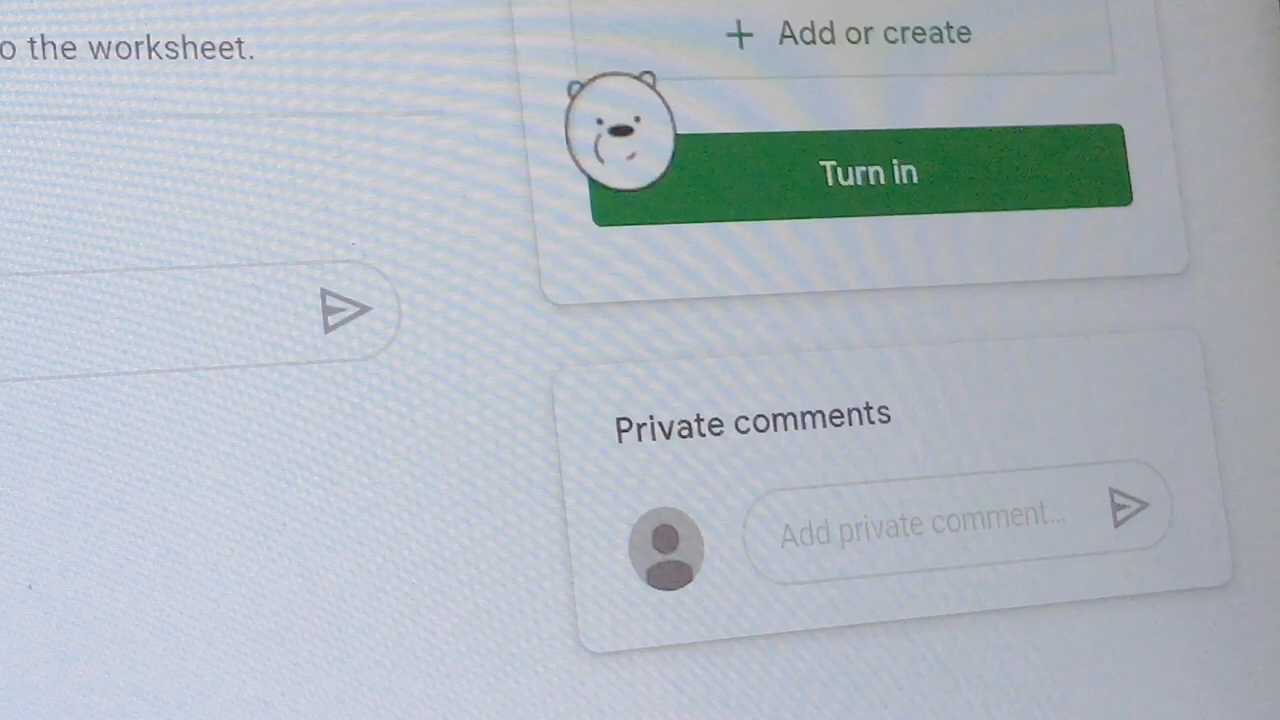 o the worksheet.
+ Add or create
Turn in
Private comments
Add private comment...